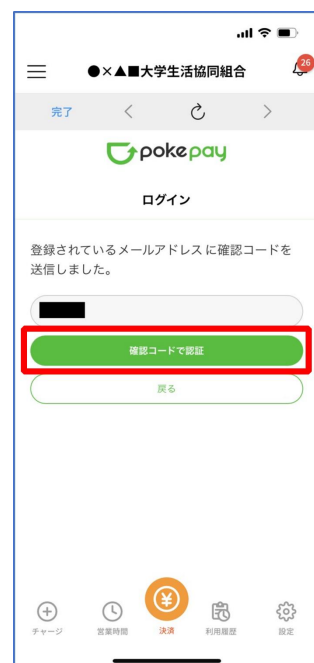 ●×▲■大学生活協同組合
26
完了
pokepay
ログイン
登録されているメールアドレスに確認コードを
送信しました。
確認コードで認証
戻る
チャージ
営業時間
¥
決済
利用履歴
設定